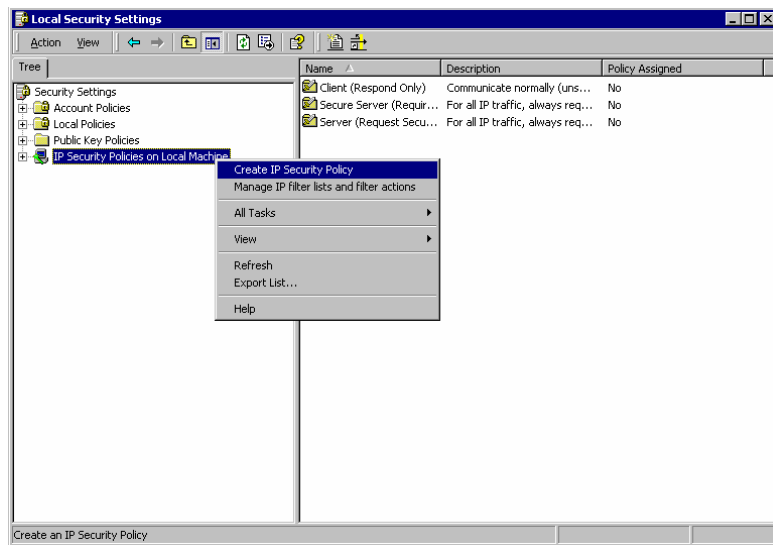 Local Security Settings
Action View
Tree
Name Description Policy Assigned
Security Settings
Account Policies
Local Policies
Public Key Policies
IP Security Policies on Local Machine
Client (Respond Only) Communicate normally (uns... No
Secure Server (Requir... For all IP traffic, always req... No
Server (Request Secu... For all IP traffic, always req... No
Create IP Security Policy
Manage IP filter lists and filter actions
All Tasks
View
Refresh
Export List...
Help
Create an IP Security Policy